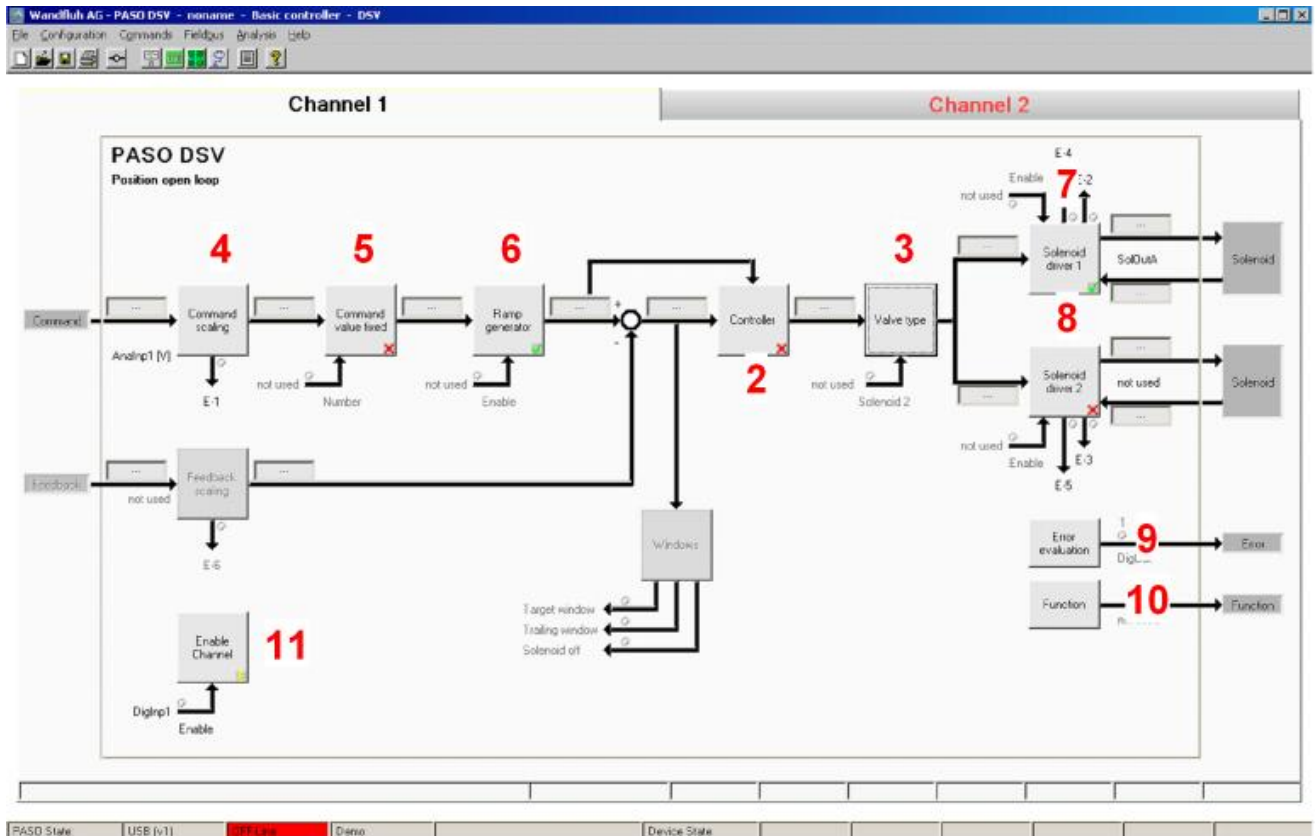 Wandfluh AG - PASO DSV - noname - Basic controller - DSV
File Configuration Commands Fieldbus Analysis Help
Channel 1
Channel 2
PASO DSV
Position open loop
E-4
Enable
7
E-2
not used
4
5
6
3
...
Solenoid driver 1
SolOutA
Solenoid
Command
...
Command scaling
...
Command value fixed
...
Ramp generator
...
+
-
...
Controller
...
Valve type
...
8
AnaInp1 [V]
E-1
not used
Number
not used
Enable
2
not used
Solenoid 2
...
Solenoid driver 2
...
not used
...
Solenoid
Feedback
...
not used
Feedback scaling
...
E-6
not used
Enable
E-3
E-5
Windows
Target window
Trailing window
Solenoid off
Error evaluation
1
9
Error
Function
10
Function
Enable Channel
11
DigInp1
Enable
PASO State: USB (v1) OFF-Line Demo Device State